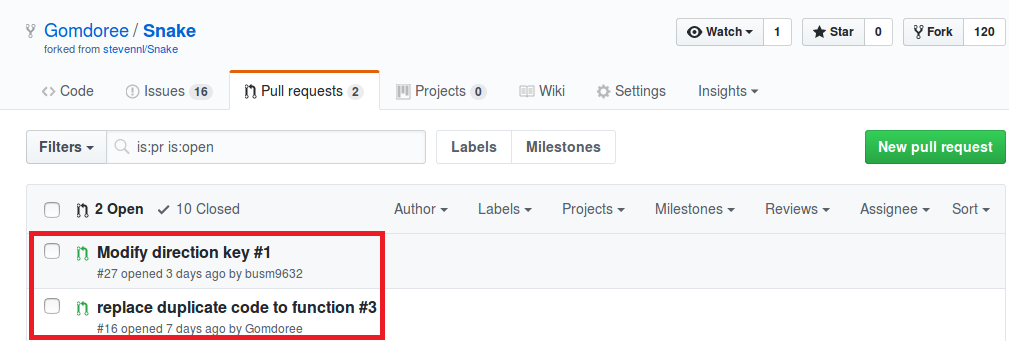 Gomdoree / Snake
forked from stevennl/Snake
Watch 1 Star 0 Fork 120
Code Issues 16 Pull requests 2 Projects 0 Wiki Settings Insights
Filters is:pr is:open Labels Milestones New pull request
2 Open 10 Closed Author Labels Projects Milestones Reviews Assignee Sort
Modify direction key #1
#27 opened 3 days ago by busm9632
replace duplicate code to function #3
#16 opened 7 days ago by Gomdoree